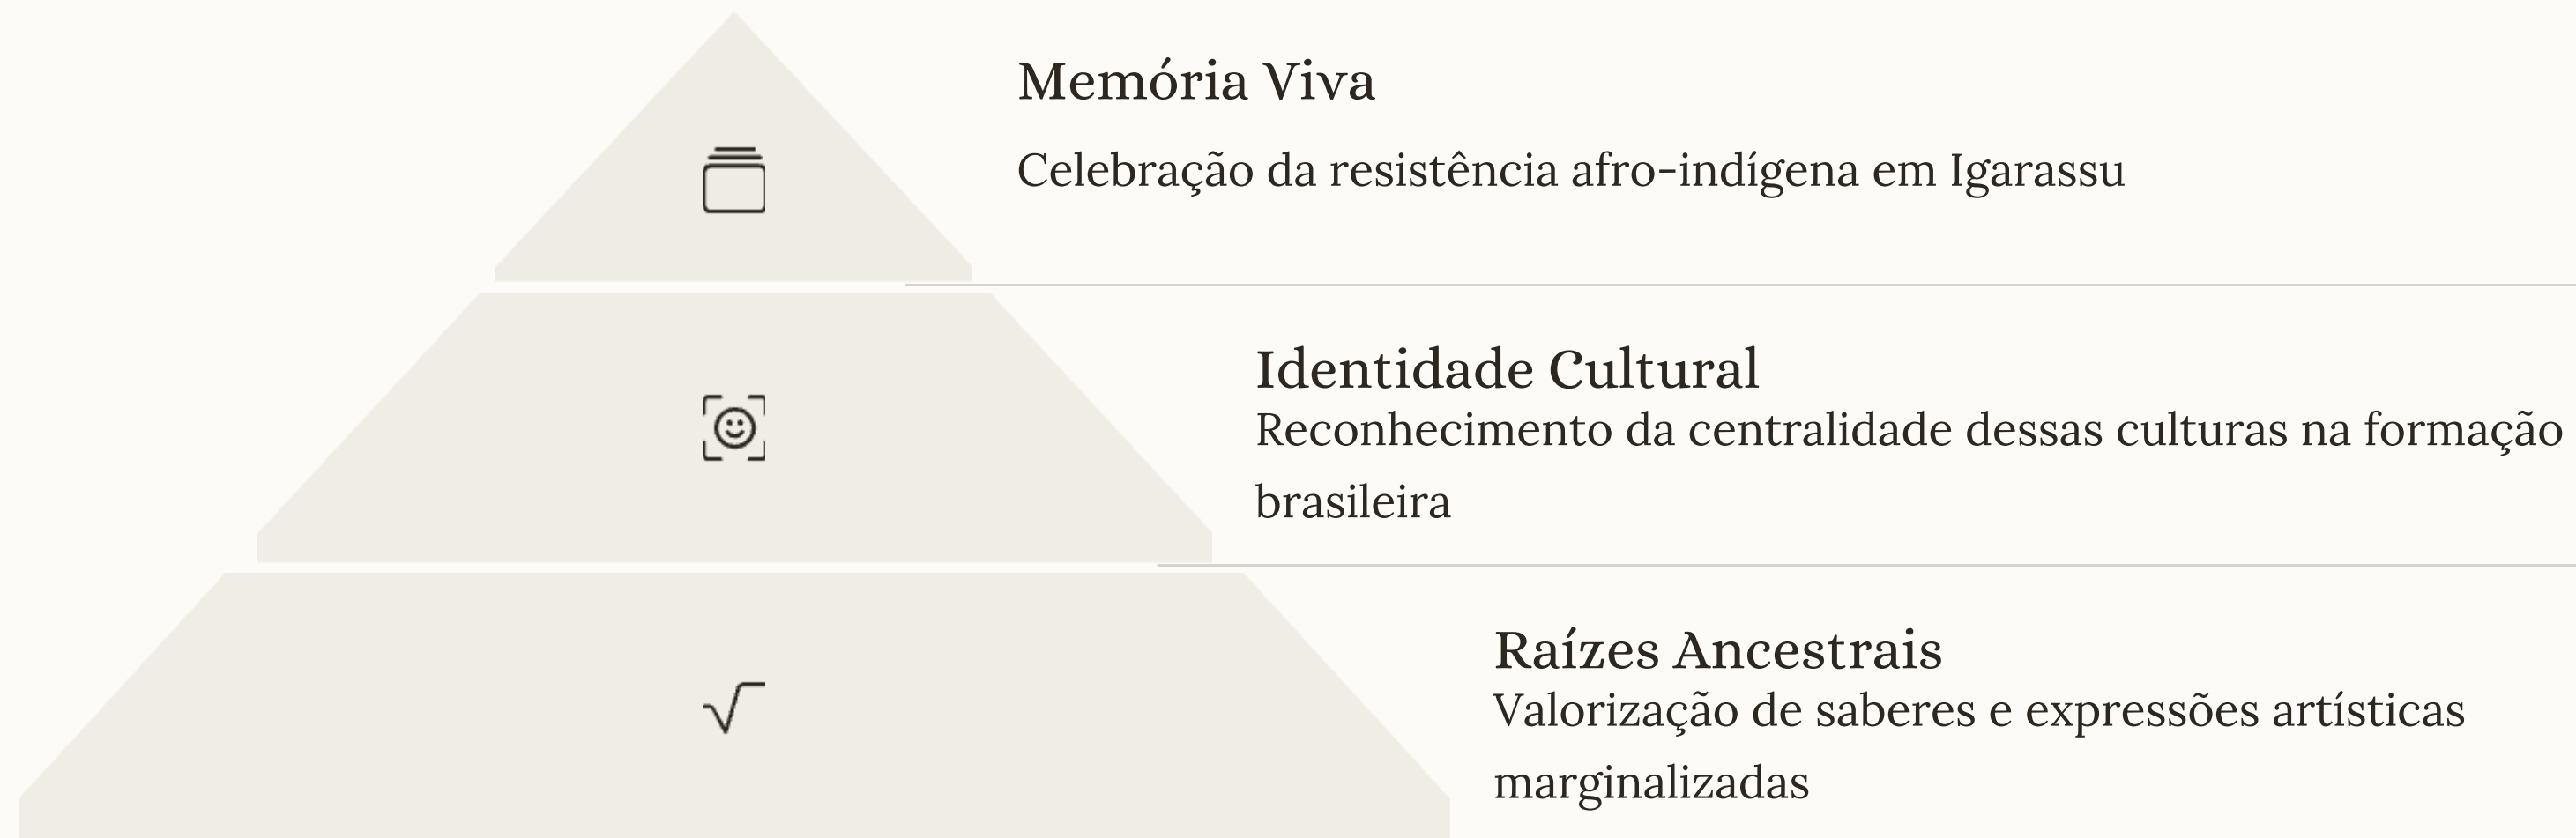 Memória Viva
Celebração da resistência afro-indígena em Igarassu
Identidade Cultural
Reconhecimento da centralidade dessas culturas na formação
brasileira
Raízes Ancestrais
Valorização de saberes e expressões artísticas
marginalizadas